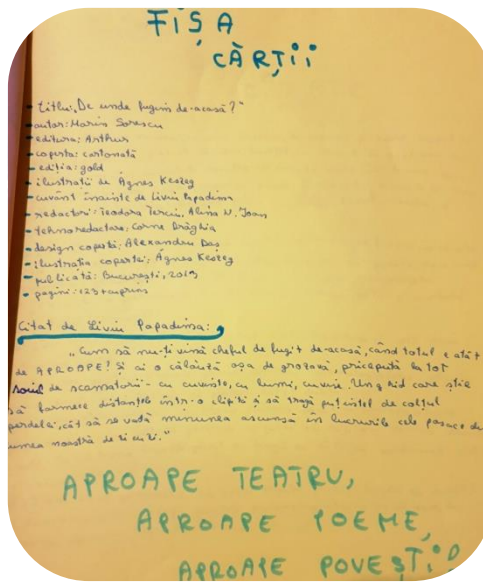 FIȘA
CĂRȚII
- titlu: „De unde fugim de-acasă?"
- autor: Marin Sorescu
- editura: Arthur
- coperta: cartonată
- ediția: gold
- ilustrații de Ágnes Keszeg
- cuvânt înainte de Liviu Papadima
- redactori: Teodora Terciu, Alina N. Ioan
- tehnoredactare, Corina Drăghia
- design copertă: Alexandru Daș
- ilustrația copertei: Ágnes Keszeg
- publicată: București, 2019
- pagini: 123 + cuprins
Citat de Liviu Papadima:
„Cum să nu-ți vină cheful de fugit de-acasă, când totul e atât
de APROAPE! Și ai o călăuză așa de grozavă, pricepută la tot
soiul de scamatorii - cu cuvinte, cu lumi, cu vise. Un ghid care știe
să farmece distanțele într-o clipită și să tragă puțintel de colțul
perdelei, cât să se vadă minunea ascunsă în lucrurile cele
lumea noastră de zi cu zi."
APROAPE TEATRU,
APROAPE POEME,
APROAPE POVEȘTI!